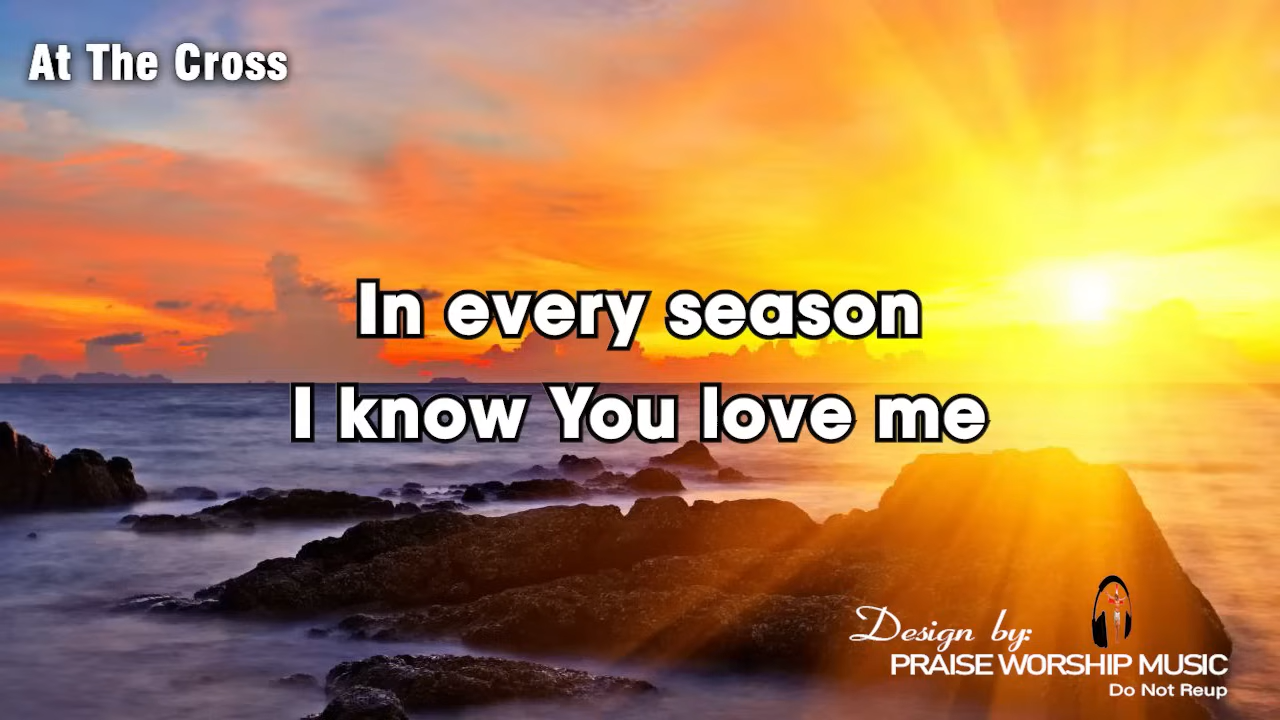 At The Cross
In every season
I know You love me
Design by:
PRAISE WORSHIP MUSIC
Do Not Reup